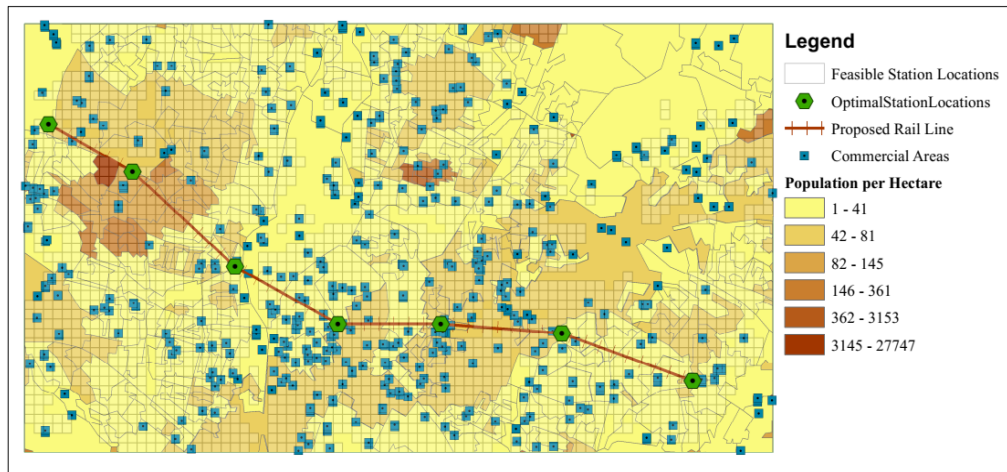 Legend
Feasible Station Locations
OptimalStationLocations
Proposed Rail Line
Commercial Areas
Population per Hectare
1 - 41
42 - 81
82 - 145
146 - 361
362 - 3153
3145 - 27747